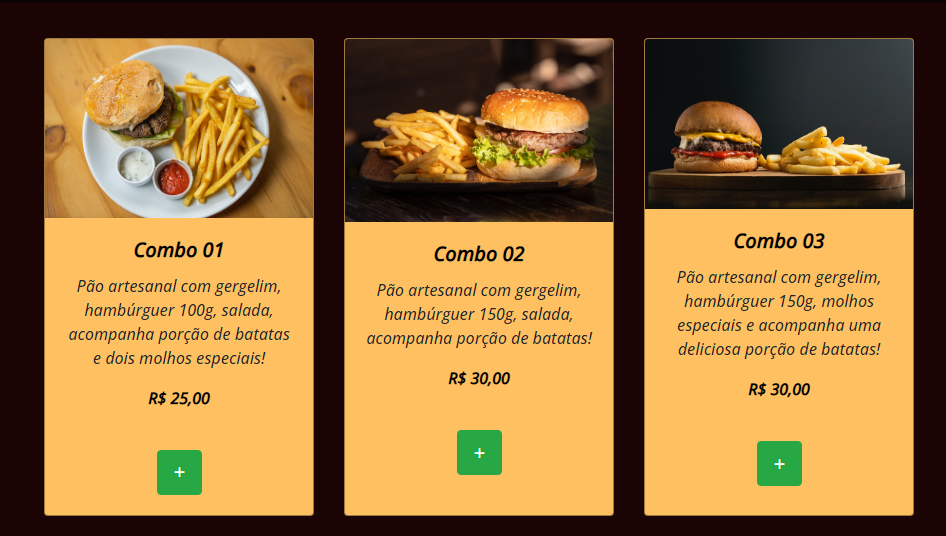 Combo 01
Pão artesanal com gergelim,
hambúrguer 100g, salada,
acompanha porção de batatas
e dois molhos especiais!
R$ 25,00
+
Combo 02
Pão artesanal com gergelim,
hambúrguer 150g, salada,
acompanha porção de batatas!
R$ 30,00
+
Combo 03
Pão artesanal com gergelim,
hambúrguer 150g, molhos
especiais e acompanha uma
deliciosa porção de batatas!
R$ 30,00
+